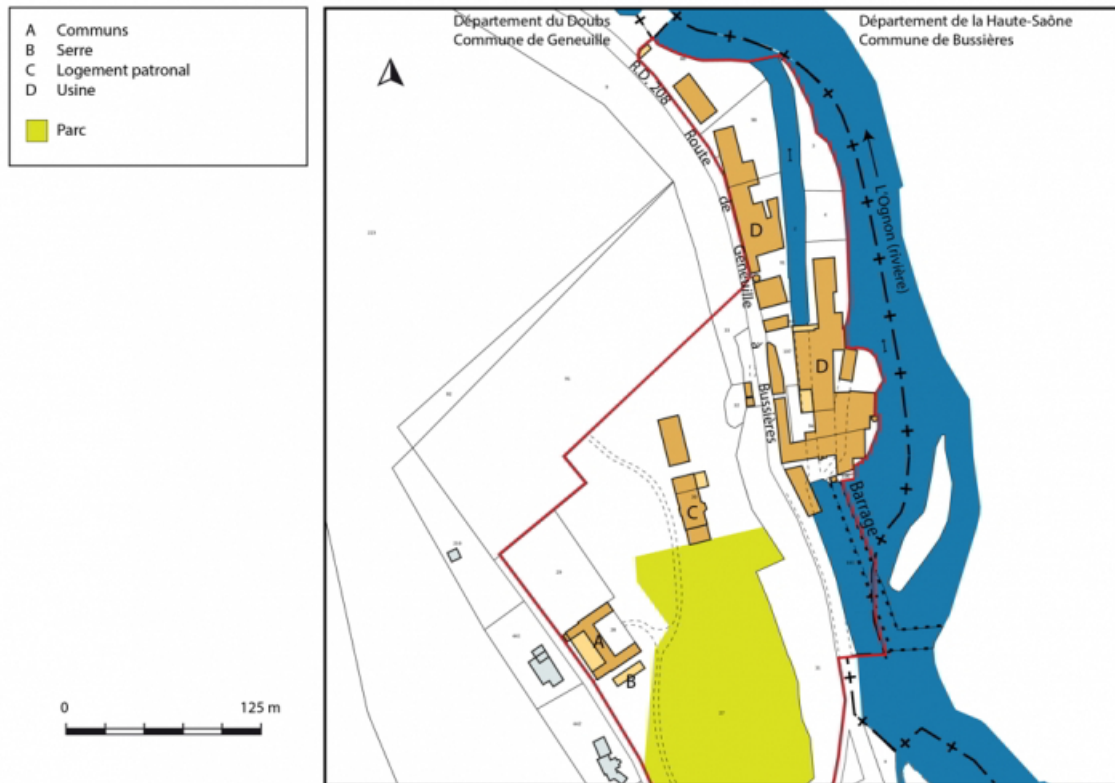 A Communs
B Serre
C Logement patronal
D Usine
Parc
0 125 m
Département du Doubs
Commune de Geneuille
Département de la Haute-Saône
Commune de Bussières
R.D. 208
Route
de
Geneuille
à
Bussières
L'Ognon (rivière)
D
D
Barrage
C
A
B